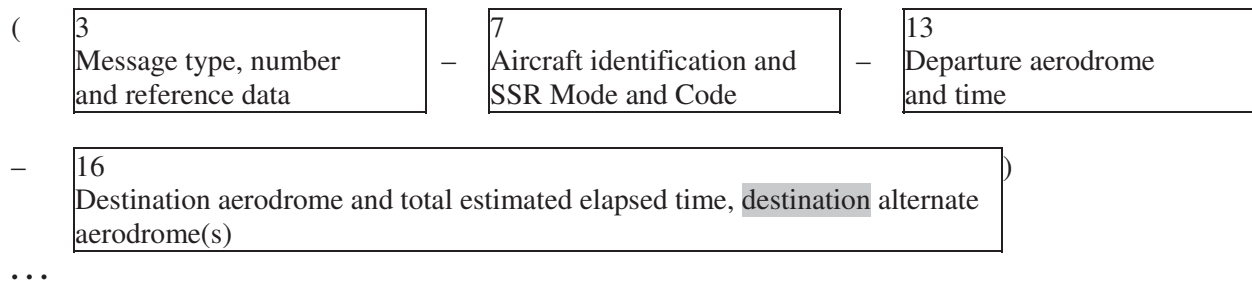 ( 3 7 13
Message type, number – Aircraft identification and – Departure aerodrome
and reference data SSR Mode and Code and time
– 16 )
Destination aerodrome and total estimated elapsed time, destination alternate
aerodrome(s)
...